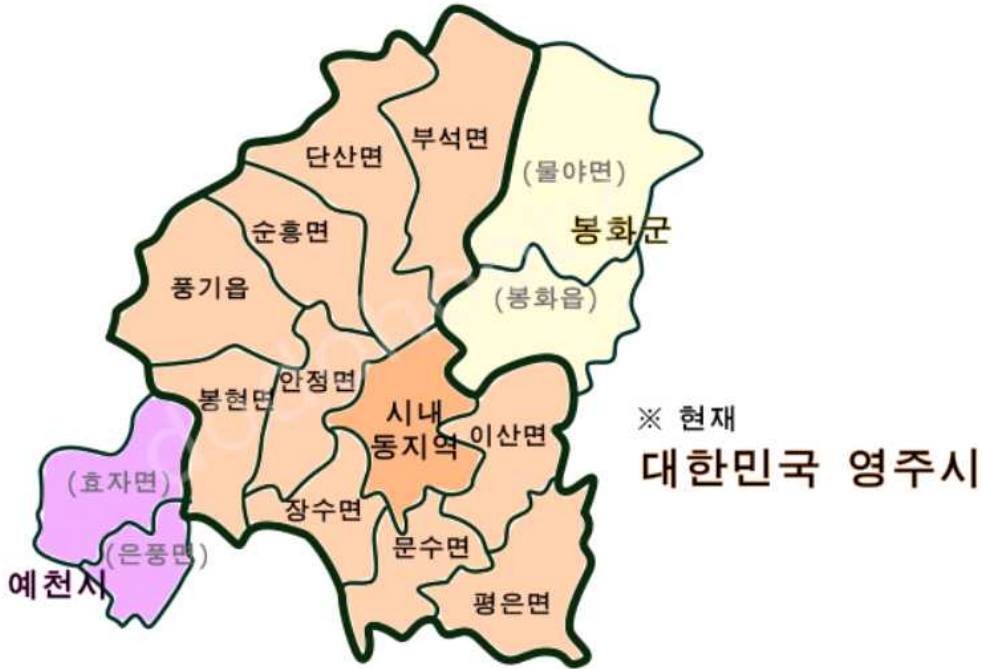 부석면
단산면
(물야면)
순흥면
봉화군
풍기읍
(봉화읍)
안정면
봉현면
시내
동지역
이산면
※ 현재
대한민국 영주시
(효자면)
장수면
문수면
(은풍면)
예천시
평은면